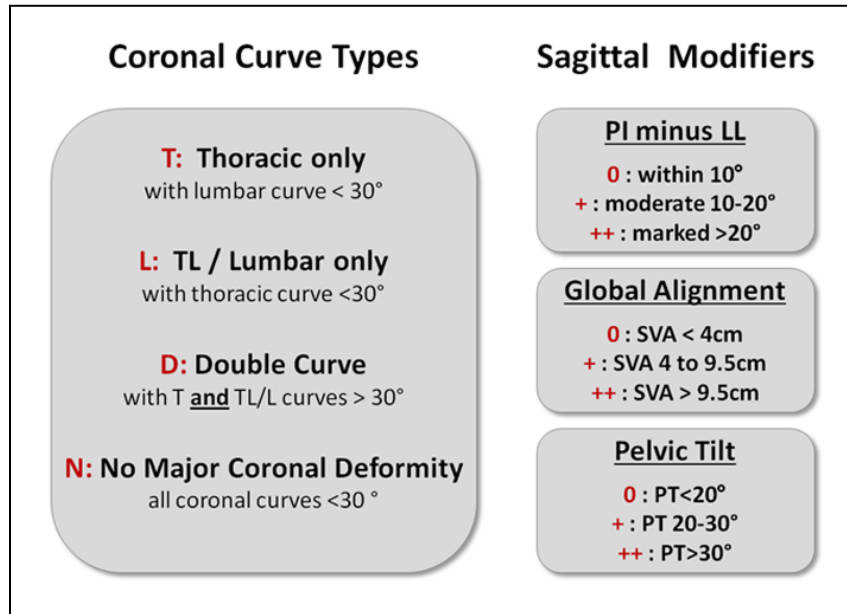 Coronal Curve Types
T: Thoracic only
with lumbar curve < 30°
L: TL / Lumbar only
with thoracic curve <30°
D: Double Curve
with T and TL/L curves > 30°
N: No Major Coronal Deformity
all coronal curves <30 °
Sagittal Modifiers
PI minus LL
0 : within 10°
+ : moderate 10-20°
++ : marked >20°
Global Alignment
0 : SVA < 4cm
+ : SVA 4 to 9.5cm
++ : SVA > 9.5cm
Pelvic Tilt
0 : PT<20°
+ : PT 20-30°
++ : PT>30°